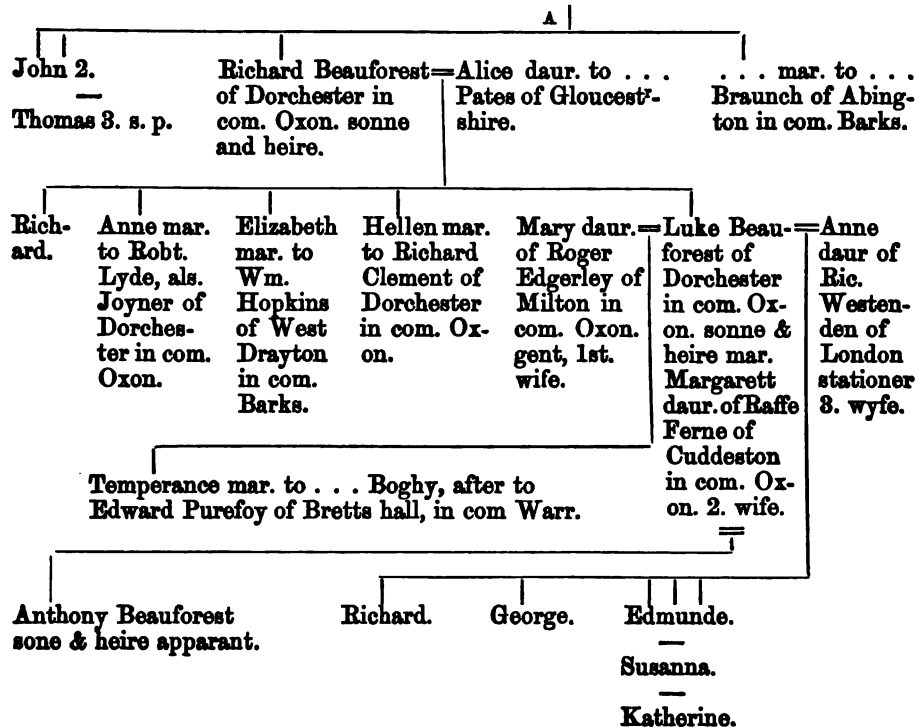 A
John 2.
Thomas 3. s. p.
Richard Beauforest
of Dorchester in
com. Oxon. sonne
and heire.
Alice daur. to . . .
Pates of Gloucestʳ-
shire.
. . . mar. to . . .
Braunch of Abing-
ton in com. Barks.
Rich-
ard.
Anne mar.
to Robt.
Lyde, als.
Joyner of
Dorches-
ter in com.
Oxon.
Elizabeth
mar. to
Wm.
Hopkins
of West
Drayton
in com.
Barks.
Hellen mar.
to Richard
Clement of
Dorchester
in com. Ox-
on.
Mary daur.
of Roger
Edgerley of
Milton in
com. Oxon.
gent, 1st.
wife.
Luke Beau-
forest of
Dorchester
in com. Ox-
on. sonne &
heire mar.
Margarett
daur. of Raffe
Ferne of
Cuddeston
in com. Ox-
on. 2. wife.
Anne
daur of
Ric.
Westen-
den of
London
stationer
3. wyfe.
Temperance mar. to . . . Boghy, after to
Edward Purefoy of Bretts hall, in com Warr.
Anthony Beauforest
sone & heire apparant.
Richard.
George.
Edmunde.
Susanna.
Katherine.